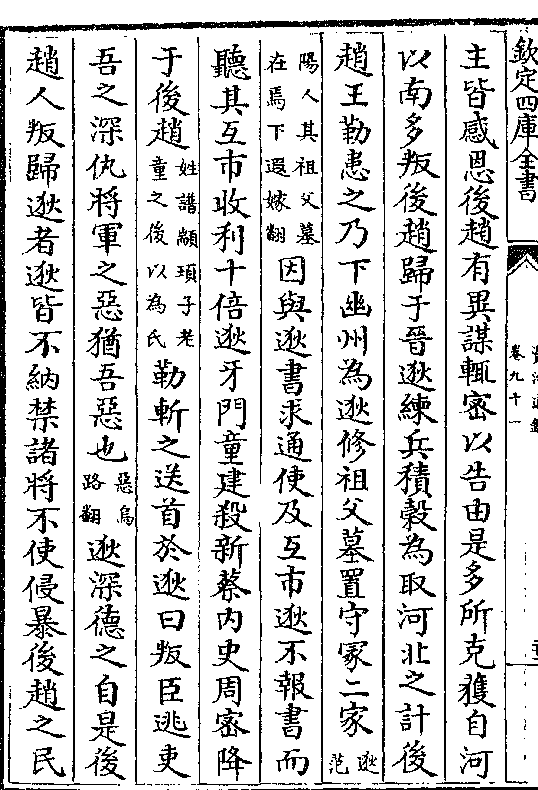 欽定四庫全書
資治通鑑
卷九十一
主皆感恩後趙有異謀輒密以告由是多所克獲自河
以南多叛後趙歸于晉逖練兵積穀為取河北之計後
趙王勒患之乃下幽州為逖修祖父墓置守冢二家逖范
陽人其祖父墓在焉下遐嫁翻因與逖書求通使及互市逖不報書而
聽其互市收利十倍逖牙門童建殺新蔡内史周密降
于後趙姓譜顓頊子老童之後以為氏勒斬之送首於逖曰叛臣逃吏
吾之深仇將軍之惡猶吾惡也惡烏路翻逖深德之自是後
趙人叛歸逖者逖皆不納禁諸將不使侵暴後趙之民